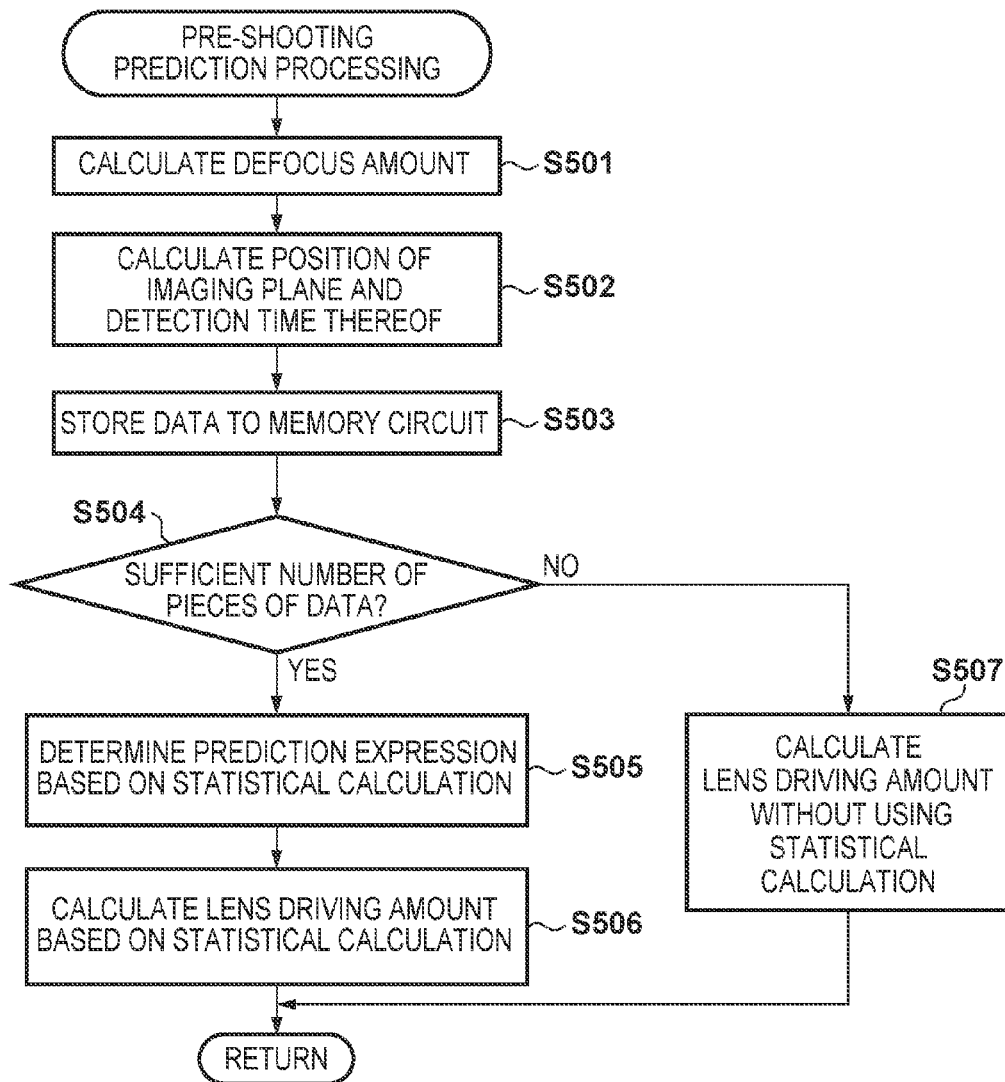 PRE-SHOOTING
PREDICTION PROCESSING
CALCULATE DEFOCUS AMOUNT
S501
CALCULATE POSITION OF
IMAGING PLANE AND
DETECTION TIME THEREOF
S502
STORE DATA TO MEMORY CIRCUIT
S503
S504
SUFFICIENT NUMBER OF
PIECES OF DATA?
NO
YES
DETERMINE PREDICTION EXPRESSION
BASED ON STATISTICAL CALCULATION
S505
CALCULATE LENS DRIVING AMOUNT
BASED ON STATISTICAL CALCULATION
S506
S507
CALCULATE
LENS DRIVING AMOUNT
WITHOUT USING
STATISTICAL
CALCULATION
RETURN